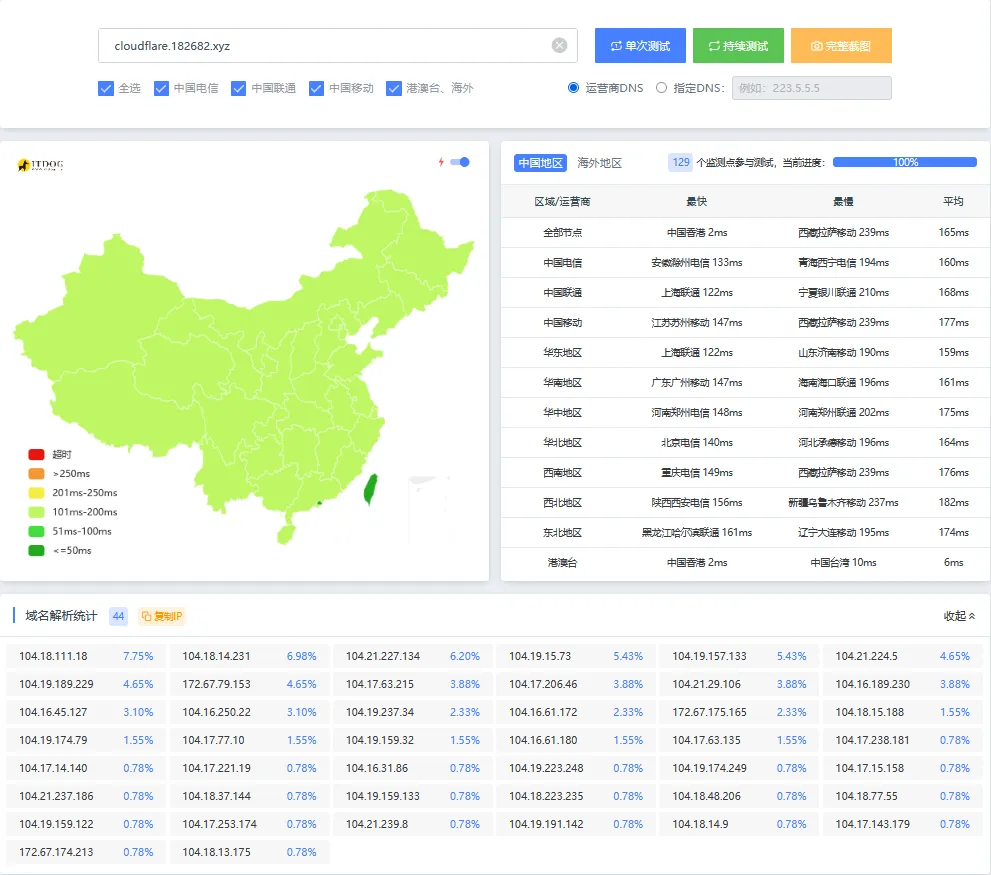 cloudflare.182682.xyz
单次测试 持续测试 完整截图
全选 中国电信 中国联通 中国移动 港澳台、海外
运营商DNS 指定DNS: 例如: 223.5.5.5
ITDOG
超时
>250ms
201ms-250ms
101ms-200ms
51ms-100ms
<=50ms
中国地区 海外地区 129 个监测点参与测试, 当前进度: 100%
区域/运营商 最快 最慢 平均
全部节点 中国香港 2ms 西藏拉萨移动 239ms 165ms
中国电信 安徽滁州电信 133ms 青海西宁电信 194ms 160ms
中国联通 上海联通 122ms 宁夏银川联通 210ms 168ms
中国移动 江苏苏州移动 147ms 西藏拉萨移动 239ms 177ms
华东地区 上海联通 122ms 山东济南移动 190ms 159ms
华南地区 广东广州移动 147ms 海南海口联通 196ms 161ms
华中地区 河南郑州电信 148ms 河南郑州联通 202ms 175ms
华北地区 北京电信 140ms 河北承德移动 196ms 164ms
西南地区 重庆电信 149ms 西藏拉萨移动 239ms 176ms
西北地区 陕西西安电信 156ms 新疆乌鲁木齐移动 237ms 182ms
东北地区 黑龙江哈尔滨联通 161ms 辽宁大连移动 195ms 174ms
港澳台 中国香港 2ms 中国台湾 10ms 6ms
域名解析统计 44 复制IP 收起
104.18.111.18 7.75% 104.18.14.231 6.98% 104.21.227.134 6.20% 104.19.15.73 5.43% 104.19.157.133 5.43% 104.21.224.5 4.65%
104.19.189.229 4.65% 172.67.79.153 4.65% 104.17.63.215 3.88% 104.17.206.46 3.88% 104.21.29.106 3.88% 104.16.189.230 3.88%
104.16.45.127 3.10% 104.16.250.22 3.10% 104.19.237.34 2.33% 104.16.61.172 2.33% 172.67.175.165 2.33% 104.18.15.188 1.55%
104.19.174.79 1.55% 104.17.77.10 1.55% 104.19.159.32 1.55% 104.16.61.180 1.55% 104.17.63.135 1.55% 104.17.238.181 0.78%
104.17.14.140 0.78% 104.17.221.19 0.78% 104.16.31.86 0.78% 104.19.223.248 0.78% 104.19.174.249 0.78% 104.17.15.158 0.78%
104.21.237.186 0.78% 104.18.37.144 0.78% 104.19.159.133 0.78% 104.18.223.235 0.78% 104.18.48.206 0.78% 104.18.77.55 0.78%
104.19.159.122 0.78% 104.17.253.174 0.78% 104.21.239.8 0.78% 104.19.191.142 0.78% 104.18.14.9 0.78% 104.17.143.179 0.78%
172.67.174.213 0.78% 104.18.13.175 0.78%